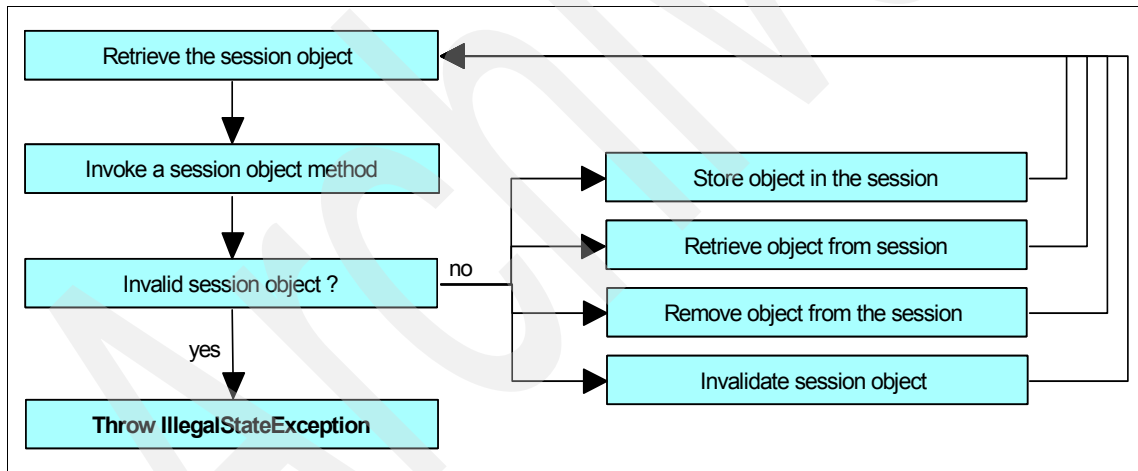 Retrieve the session object
Invoke a session object method
Store object in the session
Retrieve object from session
Invalid session object ?
no
Remove object from the session
yes
Invalidate session object
Throw IllegalStateException